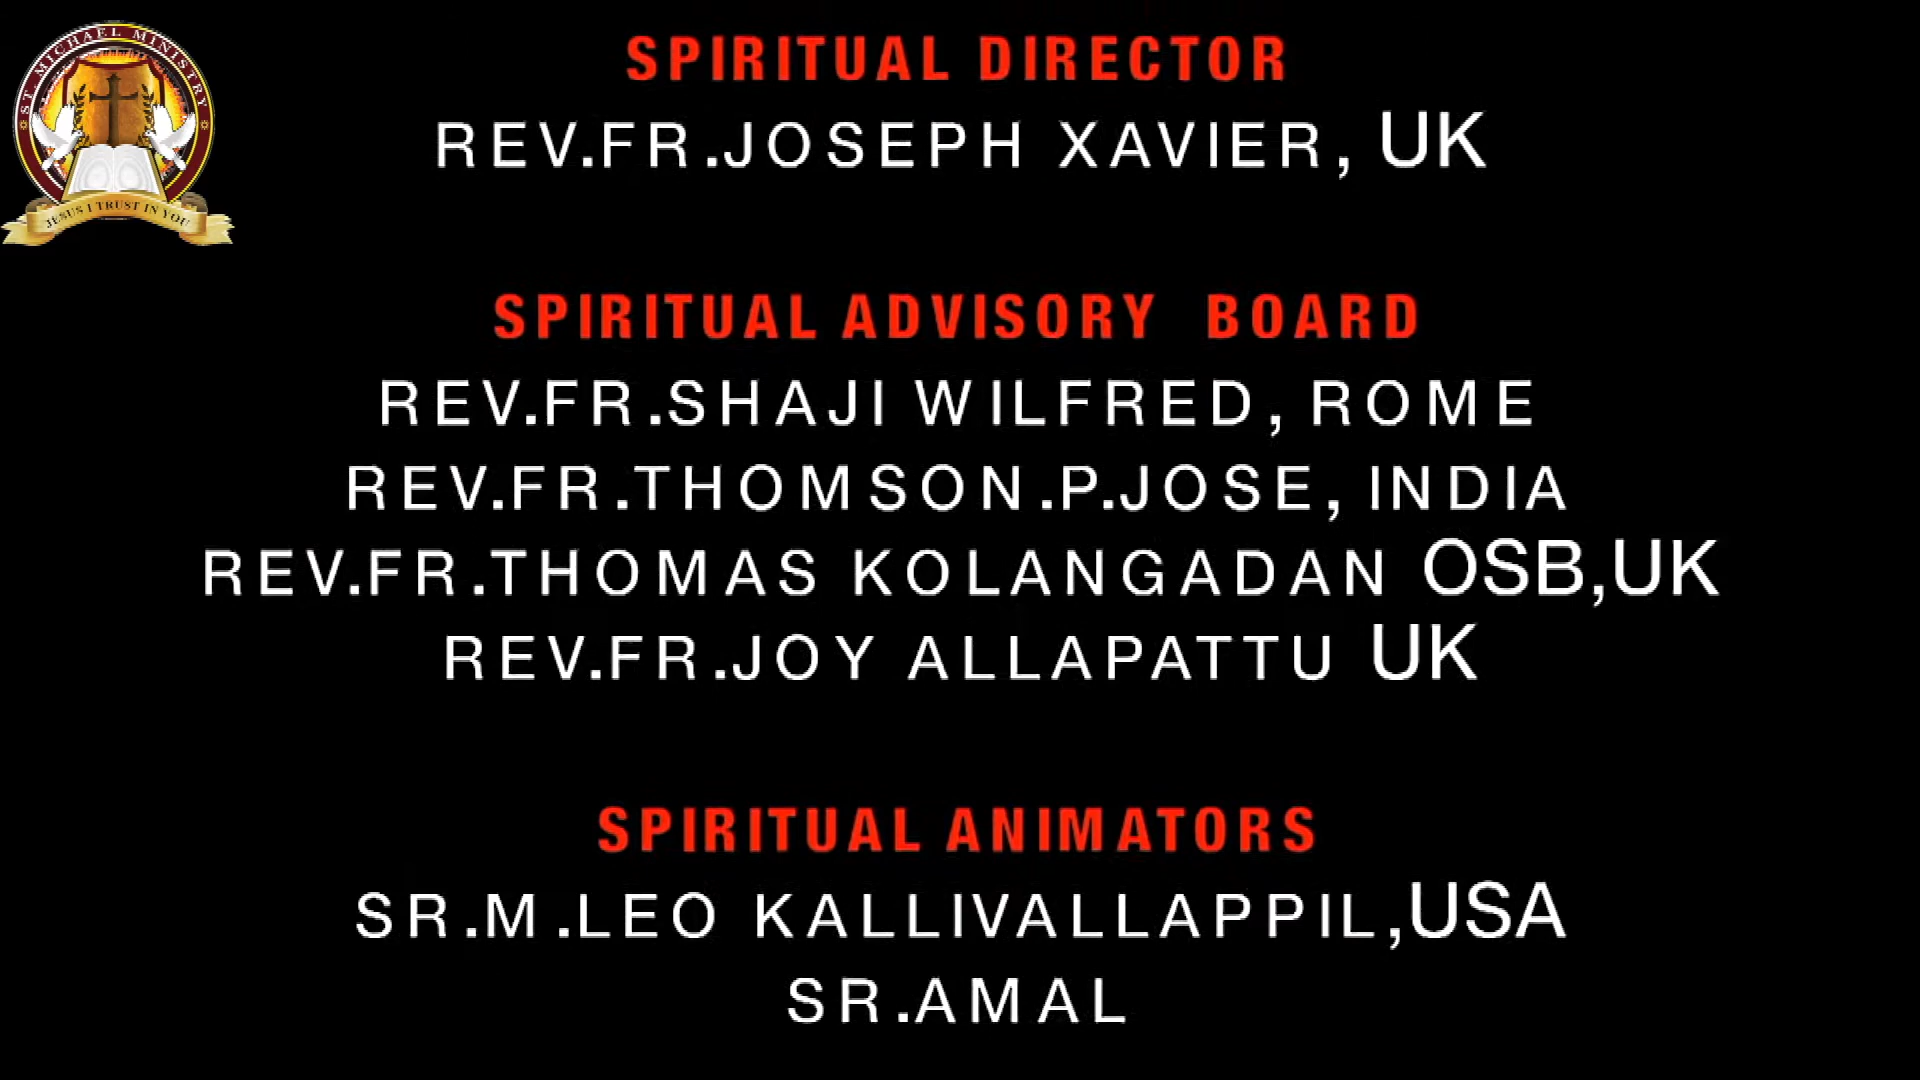 ST. MICHAEL MINISTRY
JESUS I TRUST IN YOU
SPIRITUAL DIRECTOR
REV.FR.JOSEPH XAVIER, UK
SPIRITUAL ADVISORY BOARD
REV.FR.SHAJI WILFRED, ROME
REV.FR.THOMSON.P.JOSE, INDIA
REV.FR.THOMAS KOLANGADAN OSB,UK
REV.FR.JOY ALLAPATTU UK
SPIRITUAL ANIMATORS
SR.M.LEO KALLIVALLAPPIL,USA
SR.AMAL